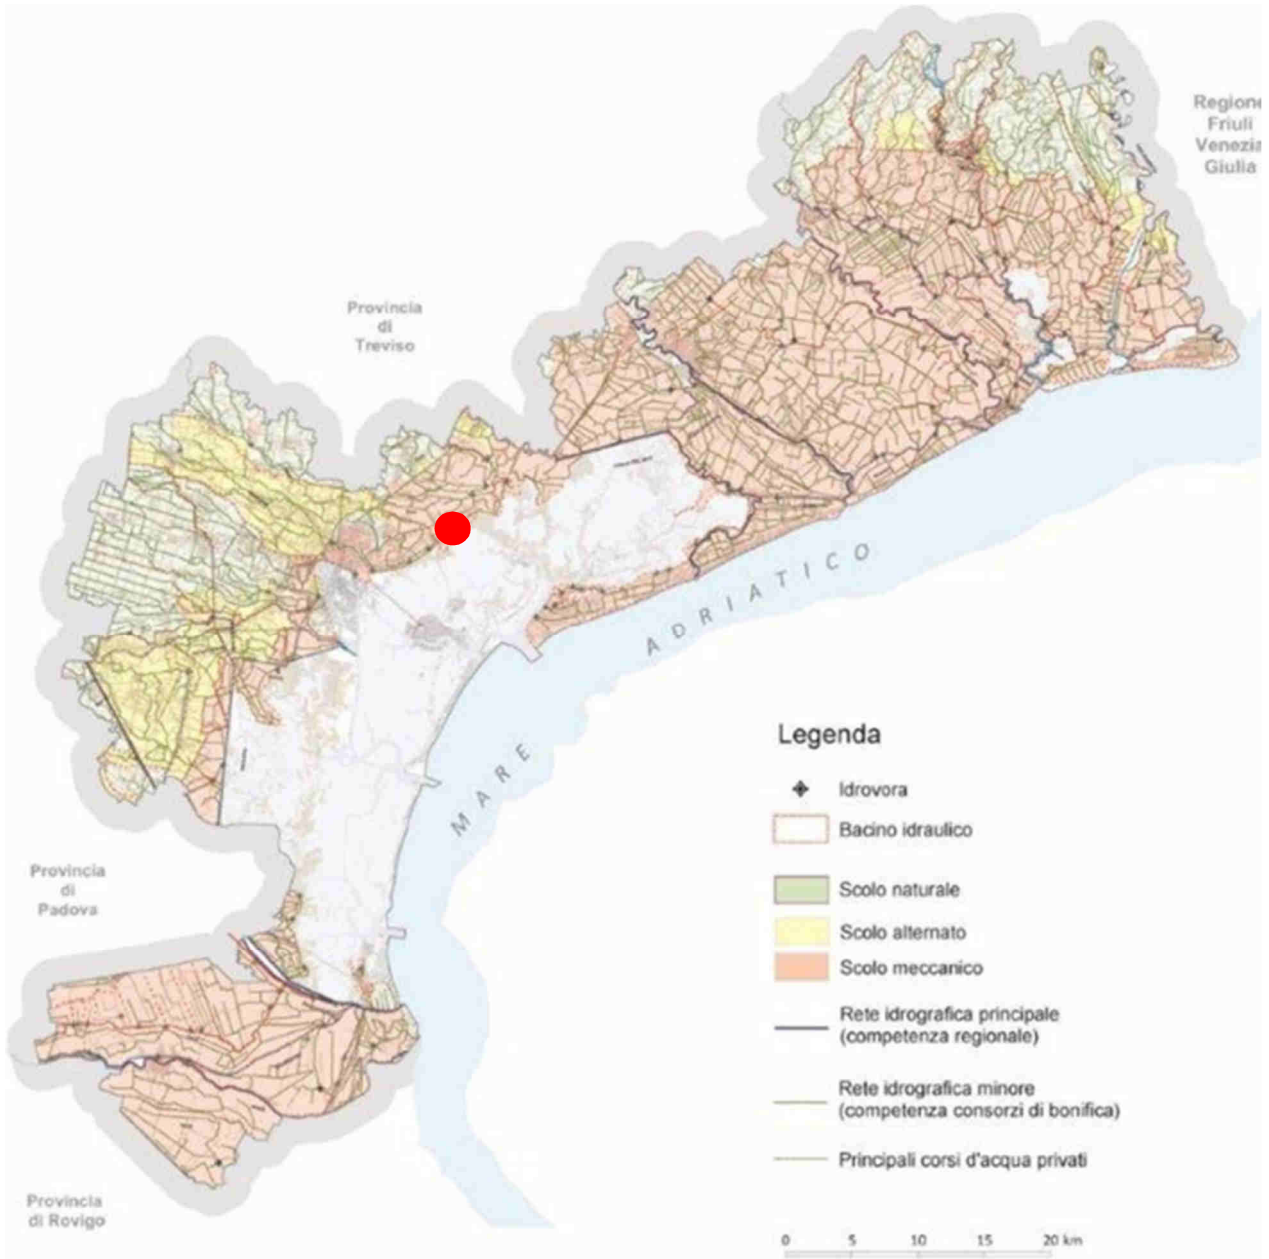 Regione
Friuli
Venezia
Giulia
Provincia
di
Treviso
MARE ADRIATICO
Provincia
di
Padova
Provincia
di Rovigo
Legenda
Idrovora
Bacino idraulico
Scolo naturale
Scolo alternato
Scolo meccanico
Rete idrografica principale
(competenza regionale)
Rete idrografica minore
(competenza consorzi di bonifica)
Principali corsi d'acqua privati
0 5 10 15 20 km